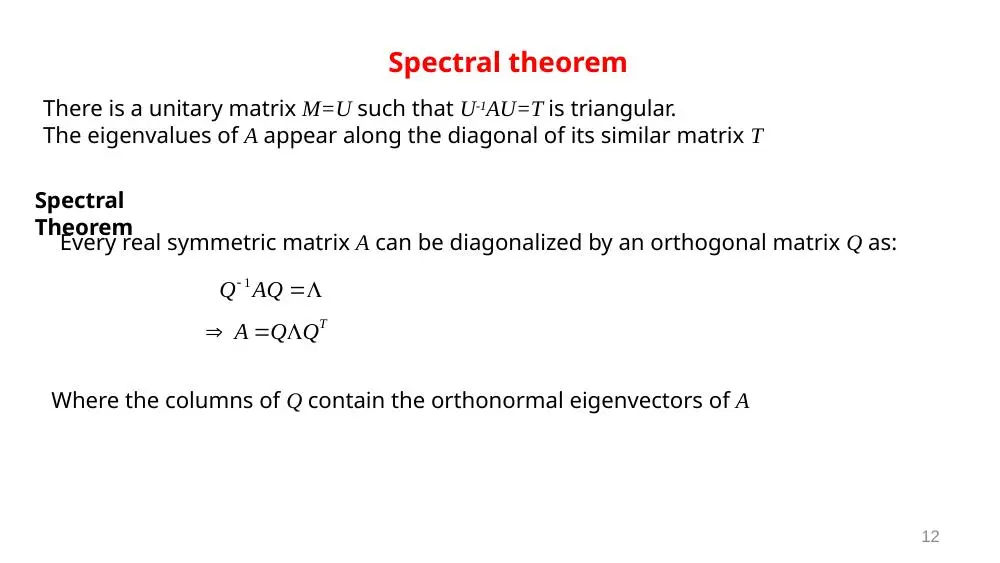 Spectral theorem
There is a unitary matrix M=U such that U⁻¹AU=T is triangular.
The eigenvalues of A appear along the diagonal of its similar matrix T
Spectral
Theorem
Every real symmetric matrix A can be diagonalized by an orthogonal matrix Q as:
Q⁻¹AQ =Λ
⇒ A =QΛQᵀ
Where the columns of Q contain the orthonormal eigenvectors of A
12